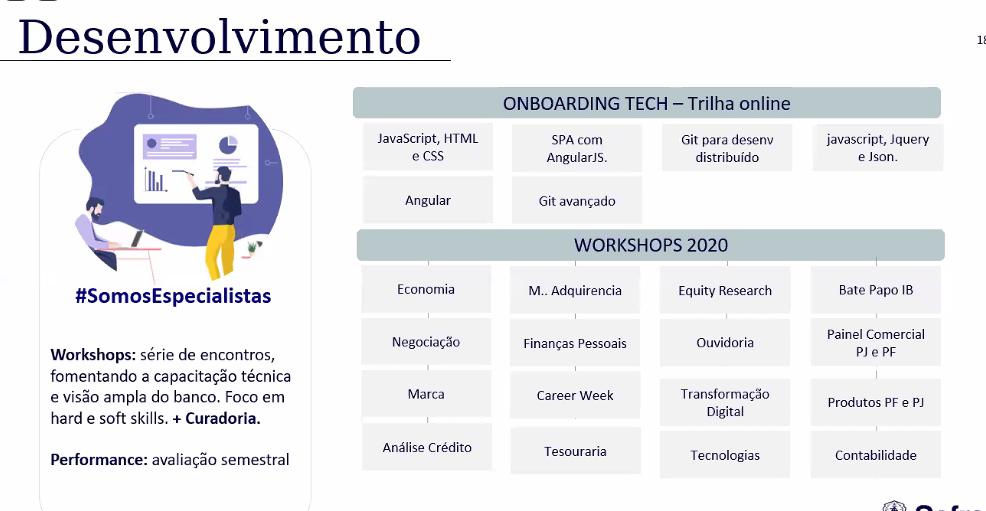 Desenvolvimento
18
#SomosEspecialistas
Workshops: série de encontros,
fomentando a capacitação técnica
e visão ampla do banco. Foco em
hard e soft skills. + Curadoria.
Performance: avaliação semestral
ONBOARDING TECH – Trilha online
JavaScript, HTML
e CSS
SPA com
AngularJS.
Git para desenv
distribuído
javascript, Jquery
e Json.
Angular
Git avançado
WORKSHOPS 2020
Economia
M.. Adquirencia
Equity Research
Bate Papo IB
Negociação
Finanças Pessoais
Ouvidoria
Painel Comercial
PJ e PF
Marca
Career Week
Transformação
Digital
Produtos PF e PJ
Análise Crédito
Tesouraria
Tecnologias
Contabilidade